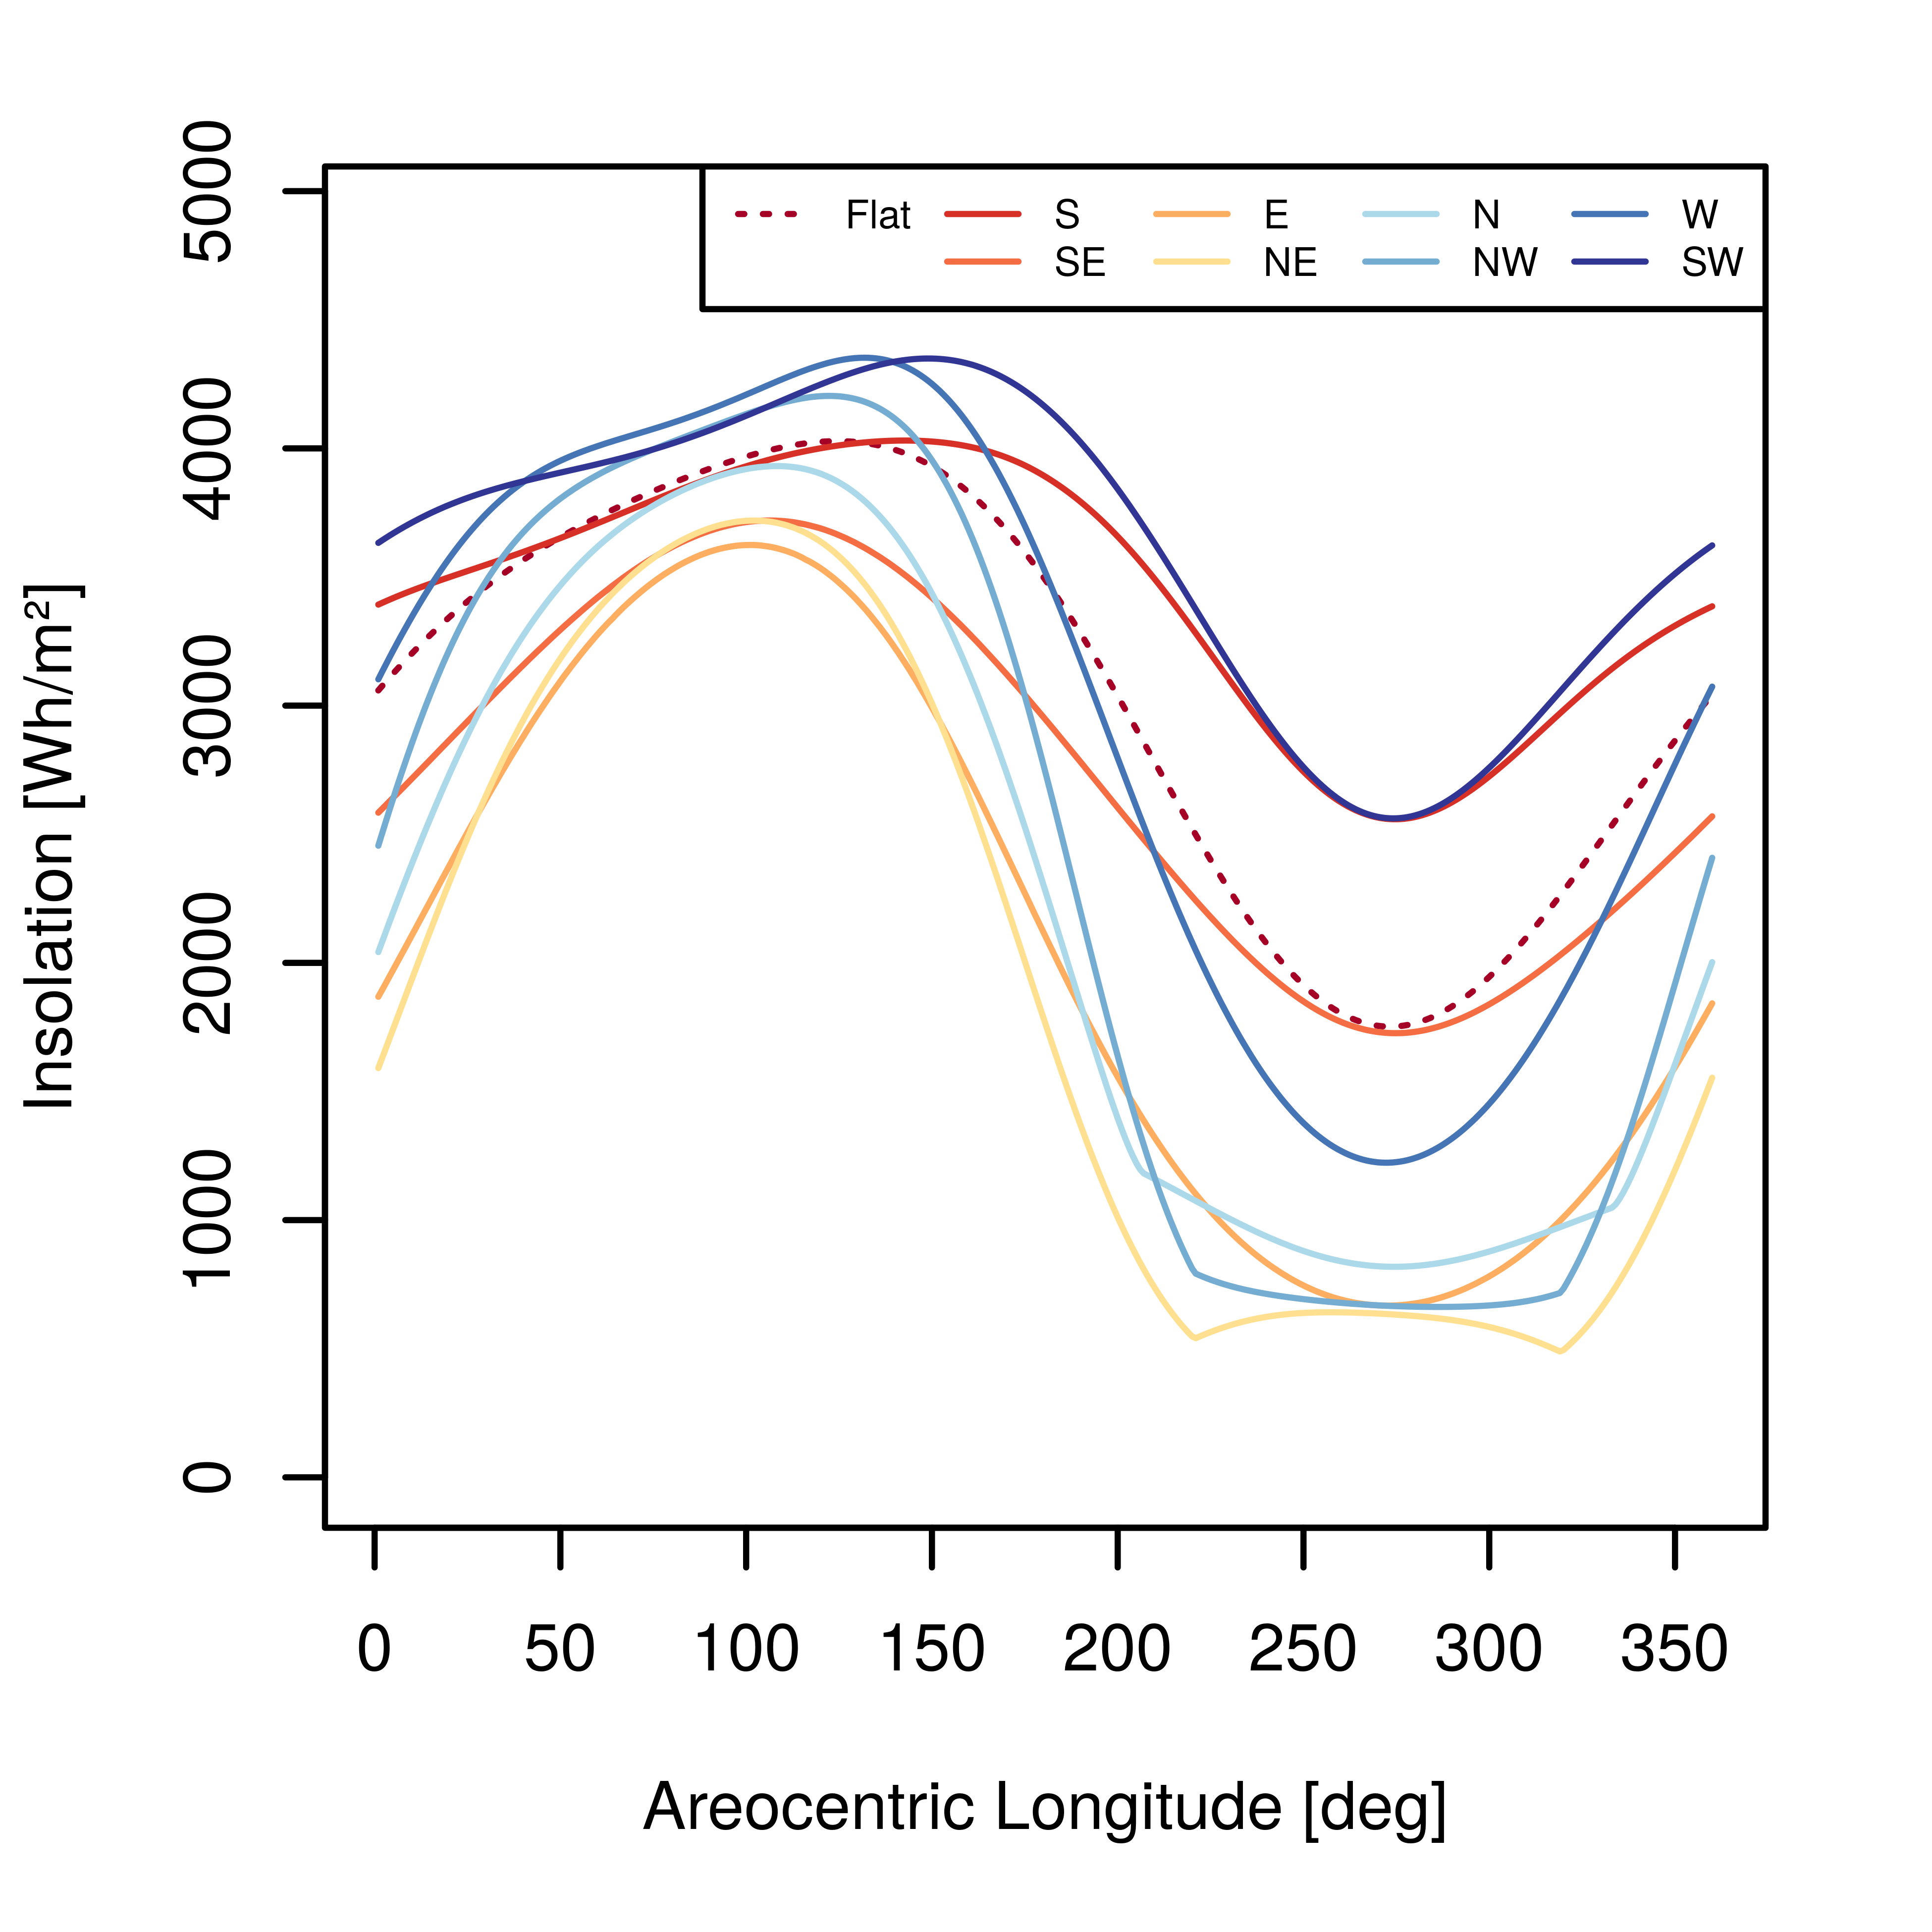 Flat S E N W
SE NE NW SW
Insolation [Wh/m²]
5000
4000
3000
2000
1000
0
0 50 100 150 200 250 300 350
Areocentric Longitude [deg]